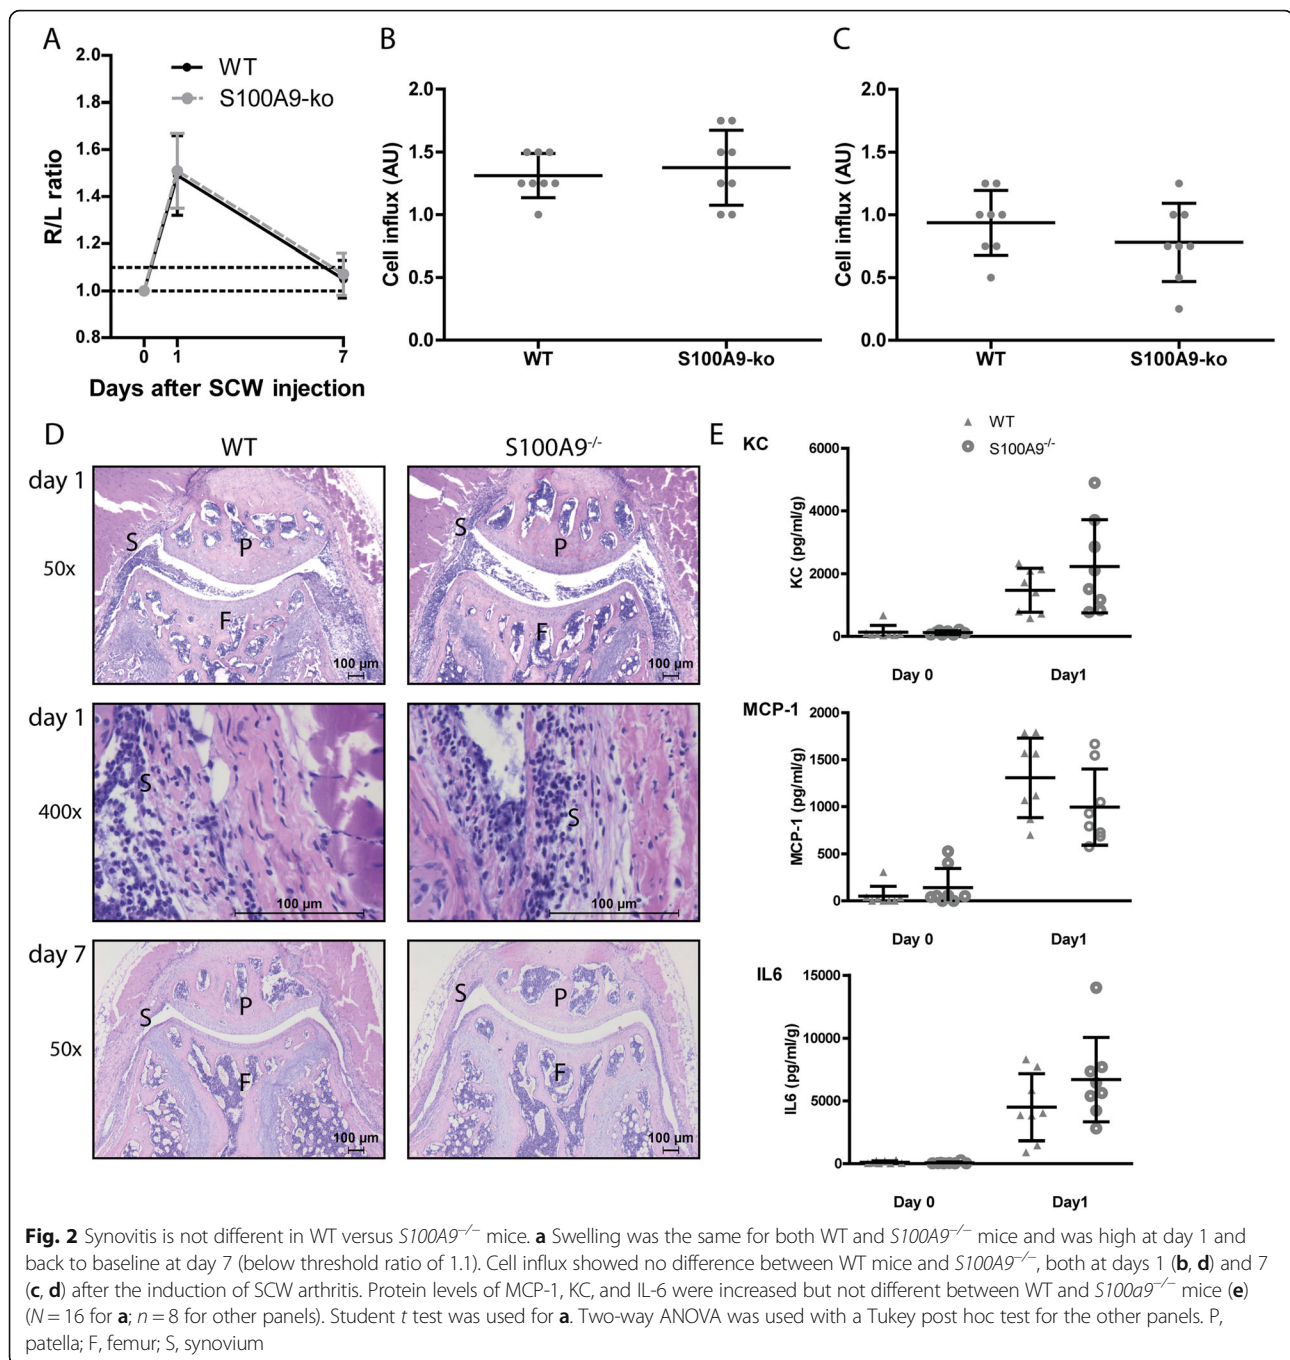 A
2.0
1.8
1.6
1.4
1.2
1.0
0.8
R/L ratio
WT
S100A9-ko
0 1 7
Days after SCW injection
B
2.0
1.5
1.0
0.5
0.0
Cell influx (AU)
WT S100A9-ko
C
2.0
1.5
1.0
0.5
0.0
Cell influx (AU)
WT S100A9-ko
D
WT S100A9-/-
day 1
50x
S P F 100 µm
S P F 100 µm
day 1
400x
S 100 µm
S 100 µm
day 7
50x
S P F 100 µm
S P F 100 µm
E
WT
S100A9-/-
KC
6000
4000
2000
0
KC (pg/ml/g)
Day 0 Day1
MCP-1
2000
1500
1000
500
0
MCP-1 (pg/ml/g)
Day 0 Day1
IL6
15000
10000
5000
0
IL6 (pg/ml/g)
Day 0 Day1
Fig. 2 Synovitis is not different in WT versus S100A9−/− mice. a Swelling was the same for both WT and S100A9−/− mice and was high at day 1 and
back to baseline at day 7 (below threshold ratio of 1.1). Cell influx showed no difference between WT mice and S100A9−/−, both at days 1 (b, d) and 7
(c, d) after the induction of SCW arthritis. Protein levels of MCP-1, KC, and IL-6 were increased but not different between WT and S100a9−/− mice (e)
(N = 16 for a; n = 8 for other panels). Student t test was used for a. Two-way ANOVA was used with a Tukey post hoc test for the other panels. P,
patella; F, femur; S, synovium